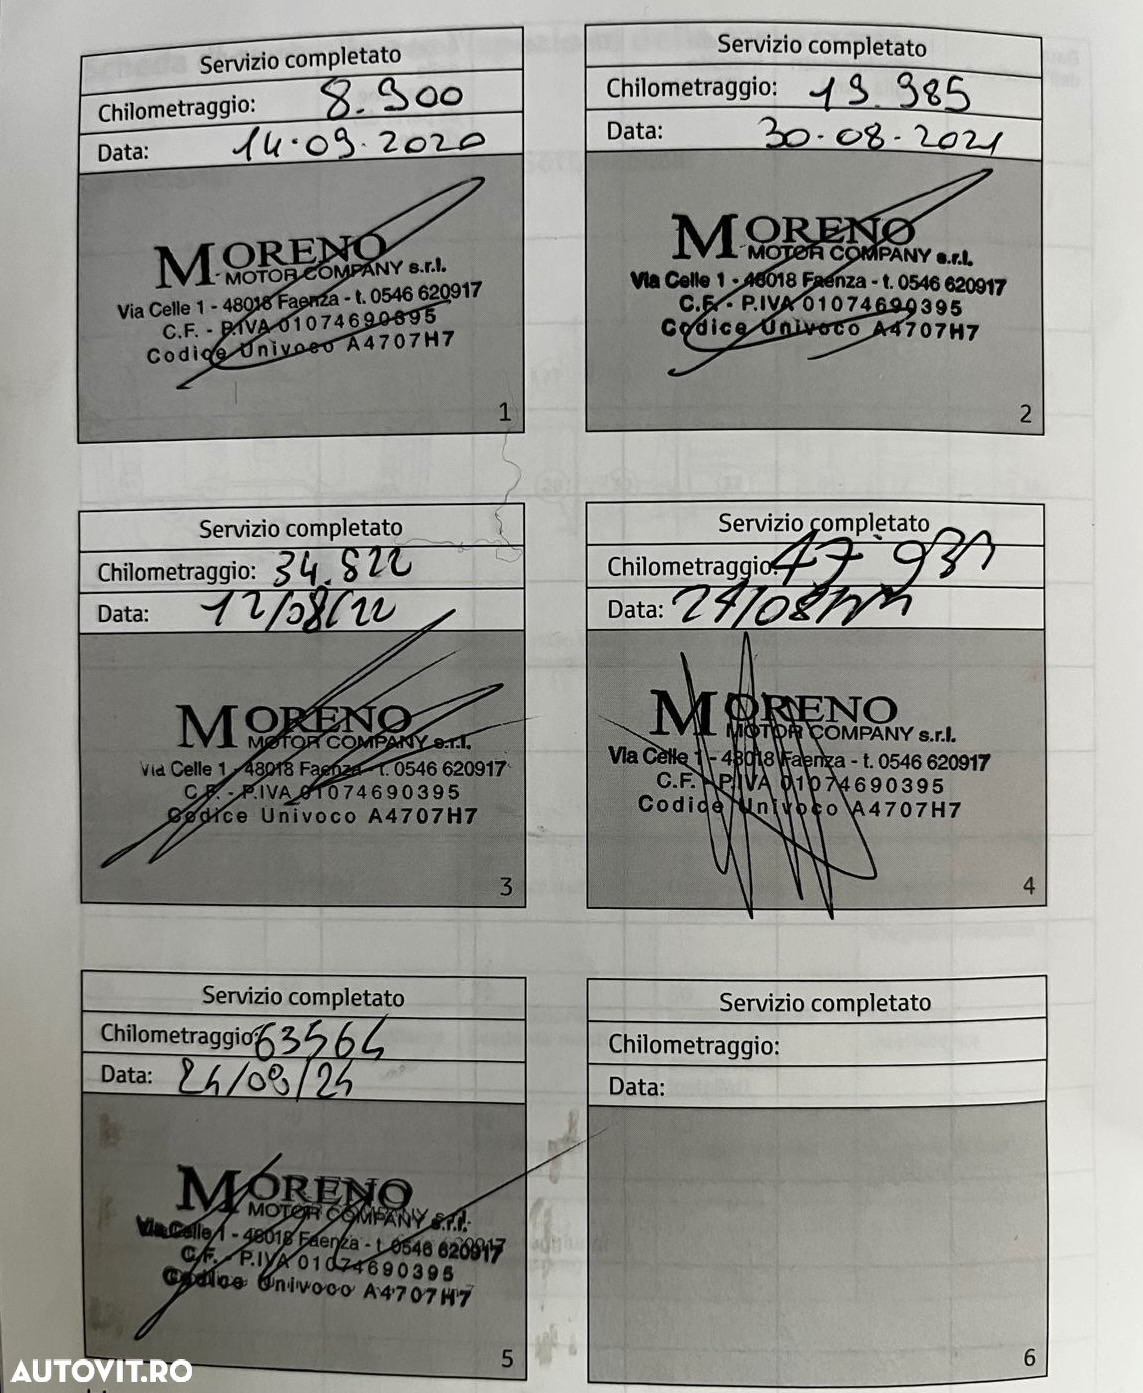 Servizio completato
Chilometraggio: 8.900
Data: 14.09.2020
MORENO
MOTOR COMPANY s.r.l.
Via Celle 1 - 48018 Faenza - t. 0546 620917
C.F. - P.IVA 01074690395
Codice Univoco A4707H7
1
Servizio completato
Chilometraggio: 19.985
Data: 30.08.2021
MORENO
MOTOR COMPANY s.r.l.
Via Celle 1 - 48018 Faenza - t. 0546 620917
C.F. - P.IVA 01074690395
Codice Univoco A4707H7
2
Servizio completato
Chilometraggio: 34.822
Data: 12/08/22
MORENO
MOTOR COMPANY s.r.l.
Via Celle 1 - 48018 Faenza - t. 0546 620917
C.F. - P.IVA 01074690395
Codice Univoco A4707H7
3
Servizio completato
Chilometraggio: 47.931
Data:
MORENO
MOTOR COMPANY s.r.l.
Via Celle 1 - 48018 Faenza - t. 0546 620917
C.F. - P.IVA 01074690395
Codice Univoco A4707H7
4
Servizio completato
Chilometraggio: 63564
Data: 24/09/24
MORENO
MOTOR COMPANY s.r.l.
Via Celle 1 - 48018 Faenza - t. 0546 620917
C.F. - P.IVA 01074690395
Codice Univoco A4707H7
5
Servizio completato
Chilometraggio:
Data:
6
AUTOVIT.RO